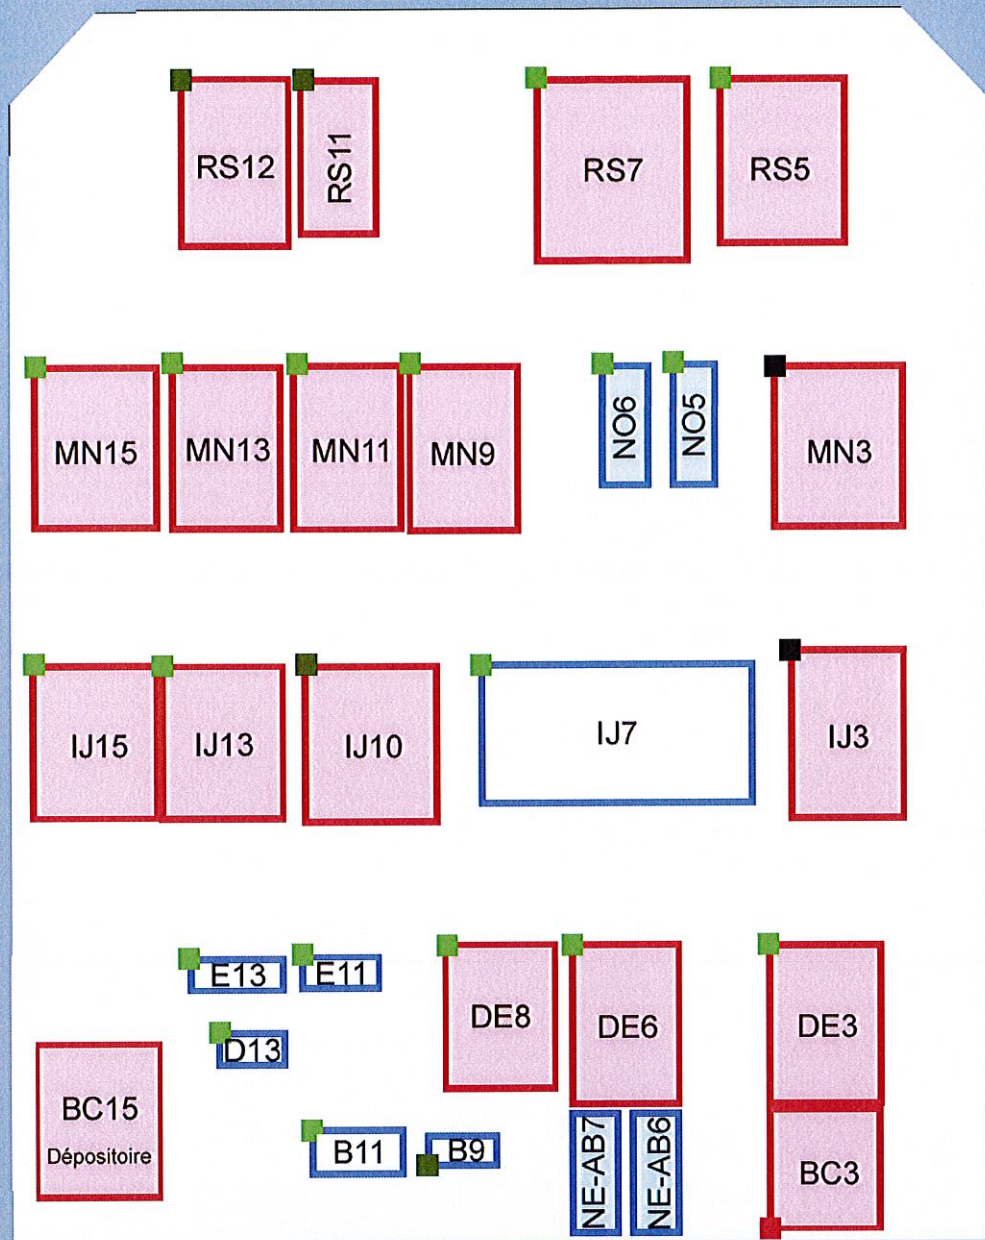 RS12
RS11
RS7
RS5
MN15
MN13
MN11
MN9
NO6
NO5
MN3
IJ15
IJ13
IJ10
IJ7
IJ3
E13
E11
DE8
DE6
DE3
D13
BC15
Dépositoire
B11
B9
NE-AB7
NE-AB6
BC3